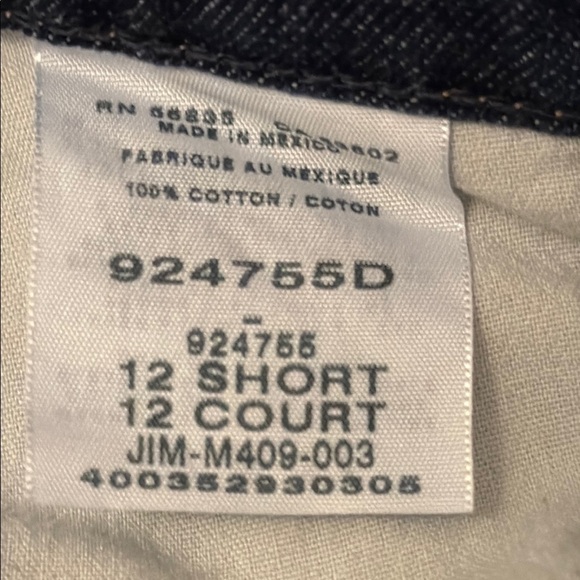 RN 56835
MADE IN MEXICO
FABRIQUE AU MEXIQUE
100% COTTON / COTON
924755D
-
924755
12 SHORT
12 COURT
JIM-M409-003
400352930305